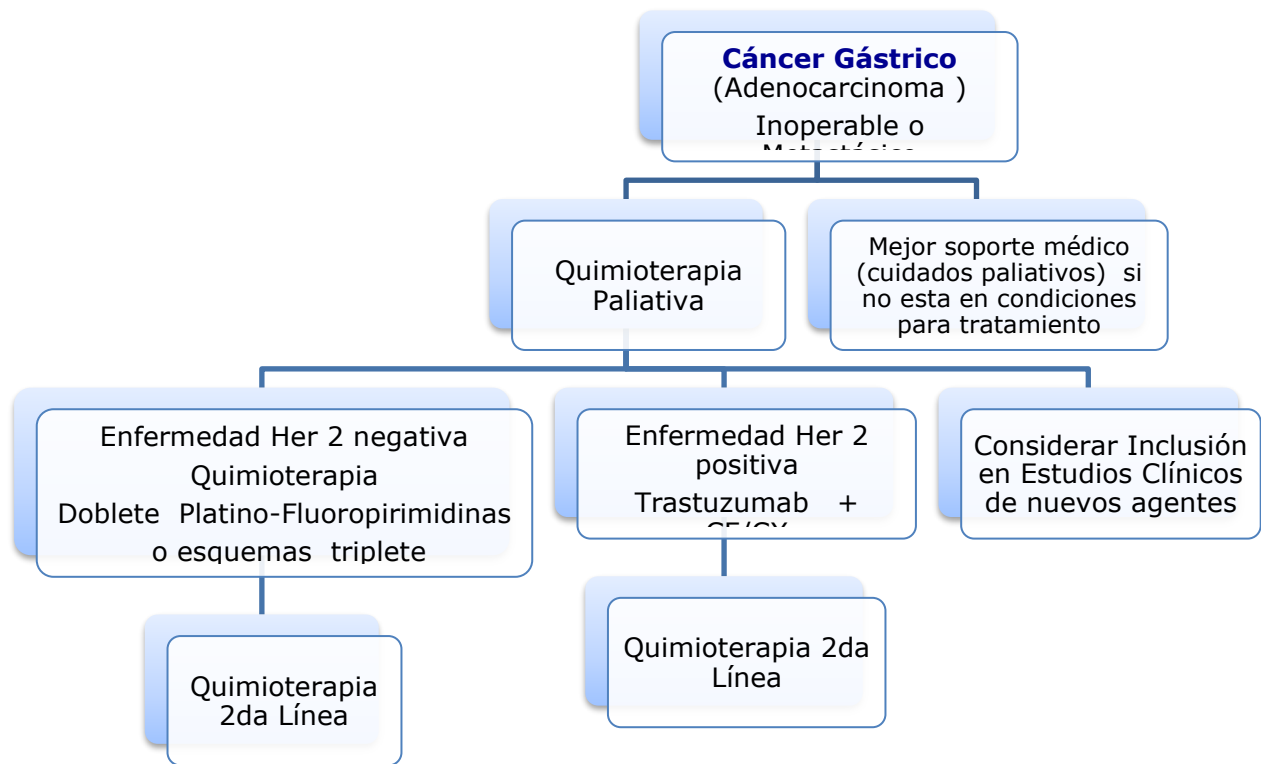 Cáncer Gástrico
(Adenocarcinoma )
Inoperable o
Quimioterapia
Paliativa
Mejor soporte médico
(cuidados paliativos) si
no esta en condiciones
para tratamiento
Enfermedad Her 2 negativa
Quimioterapia
Doblete Platino-Fluoropirimidinas
o esquemas triplete
Enfermedad Her 2
positiva
Trastuzumab +
Considerar Inclusión
en Estudios Clínicos
de nuevos agentes
Quimioterapia
2da Línea
Quimioterapia 2da
Línea